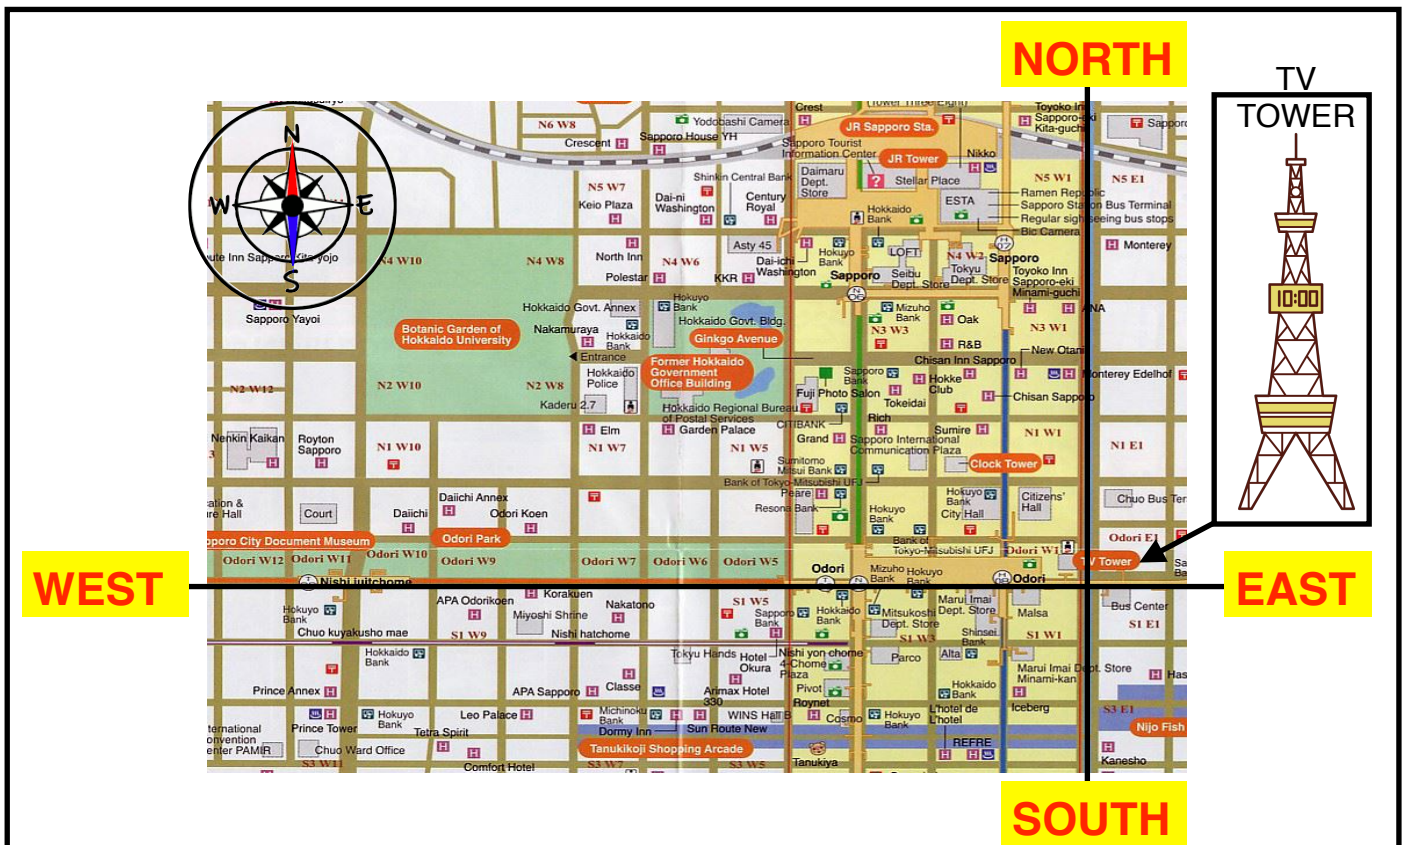 NORTH
TV
TOWER
10:00
N
W
E
S
Crest
(Tower Three Eight)
Toyoko Inn
Sapporo-eki
Kita-guchi
N6 W8
Yodobashi Camera
JR Sapporo Sta.
Crescent
Sapporo House YH
Sapporo Tourist
Information Center
JR Tower
Nikko
Shinkin Central Bank
Daimaru
Dept.
Store
Stellar Place
N5 W7
Keio Plaza
Dai-ni
Washington
Century
Royal
N5 W1
N5 E1
ESTA
Ramen Republic
Sapporo Station Bus Terminal
Regular sightseeing bus stops
Bic Camera
Hokkaido
Bank
Asty 45
Monterey
North Inn
Hokuyo
Bank
LOFT
N4 W10
N4 W8
N4 W6
Dai-ichi
Washington
N4 W2
Sapporo
Polestar
KKR
Sapporo
Seibu
Dept. Store
Tokyu
Dept. Store
Toyoko Inn
Sapporo-eki
Minami-guchi
Sapporo Yayoi
Hokkaido Govt. Annex
Hokuyo
Bank
Mizuho
Bank
ANA
Hokkaido Govt. Bldg.
Oak
Nakamuraya
Hokkaido
Bank
Ginkgo Avenue
N3 W3
N3 W1
Botanic Garden of
Hokkaido University
R&B
New Otani
Entrance
Former Hokkaido
Government
Office Building
Chisan Inn Sapporo
Hokkaido
Police
Sapporo
Bank
Hokke
Club
Monterey Edelhof
N2 W12
N2 W10
N2 W8
Fuji Photo Salon
Tokeidai
Chisan Sapporo
Kaderu 2.7
Hokkaido Regional Bureau
of Postal Services
CITIBANK
Rich
Elm
Garden Palace
Sumire
Nenkin Kaikan
Royton
Sapporo
N1 W10
N1 W7
N1 W5
Grand
Sapporo International
Communication Plaza
N1 W1
N1 E1
Sumitomo
Mitsui Bank
Clock Tower
Bank of Tokyo-Mitsubishi UFJ
Daiichi Annex
Peare
Hokuyo
Bank
Citizens'
Hall
Chuo Bus Ter
Court
Daiichi
Odori Koen
Resona Bank
Hokuyo
Bank
City Hall
Odori Park
Bank of
Tokyo-Mitsubishi UFJ
Odori E1
Odori W12
Odori W11
Odori W10
Odori W9
Odori W7
Odori W6
Odori W5
Odori W1
TV Tower
WEST
EAST
Nishi juitchome
Odori
Mizuho
Bank
Hokuyo
Bank
Odori
Hokuyo
Bank
APA Odorikoen
Korakuen
Nakatono
Miyoshi Shrine
S1 W5
Sapporo
Bank
Hokkaido
Bank
Mitsukoshi
Dept. Store
Marui Imai
Dept. Store
Malsa
Bus Center
S1 E1
Chuo kuyakusho mae
S1 W9
Nishi hatchome
S1 W3
Shinsei
Bank
S1 W1
Hokkaido
Bank
Tokyu Hands
Hotel
Okura
Nishi yon chome
4-Chome
Plaza
Parco
Alta
Marui Imai Dept. Store
Minami-kan
Prince Annex
APA Sapporo
Classe
Arimax Hotel
330
Pivot
Hokkaido
Bank
Roynet
L'hotel de
L'hotel
Iceberg
S3 E1
Prince Tower
Hokuyo
Bank
Leo Palace
Michinoku
Bank
Dormy Inn
WINS Hall B
Sun Route New
Cosmo
Hokuyo
Bank
Nijo Fish
Tetra Spirit
Chuo Ward Office
Tanukikoji Shopping Arcade
REFRE
Comfort Hotel
S3 W11
S3 W7
S3 W5
Tanukiya
Kanesho
SOUTH